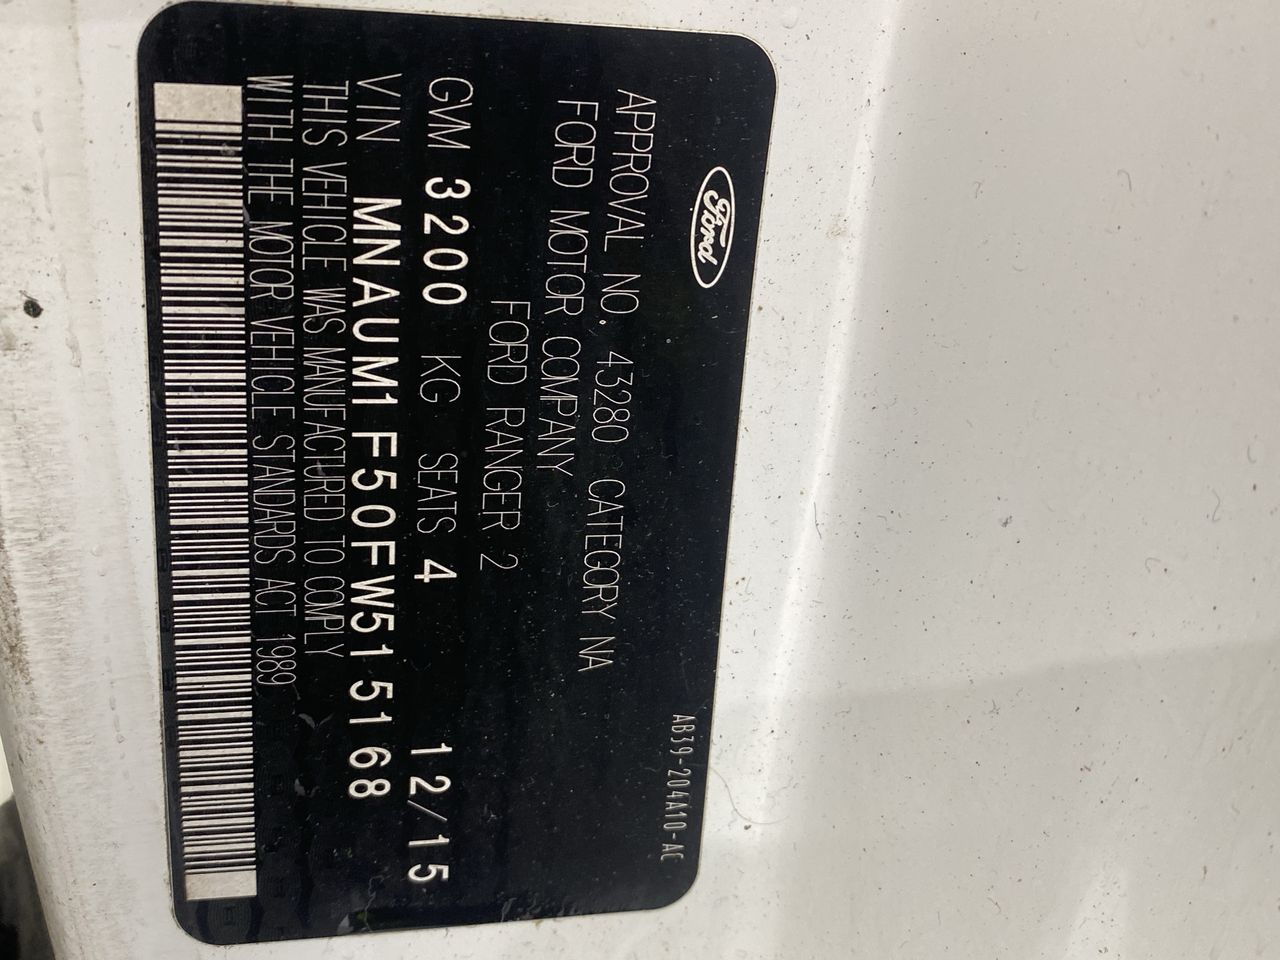 Ford
AB39-204A10-AC
APPROVAL NO. 43280 CATEGORY NA
FORD MOTOR COMPANY
FORD RANGER 2
GVM 3200 KG SEATS 4 12/15
VIN MNAUM1F50FW515168
THIS VEHICLE WAS MANUFACTURED TO COMPLY
WITH THE MOTOR VEHICLE STANDARDS ACT 1989